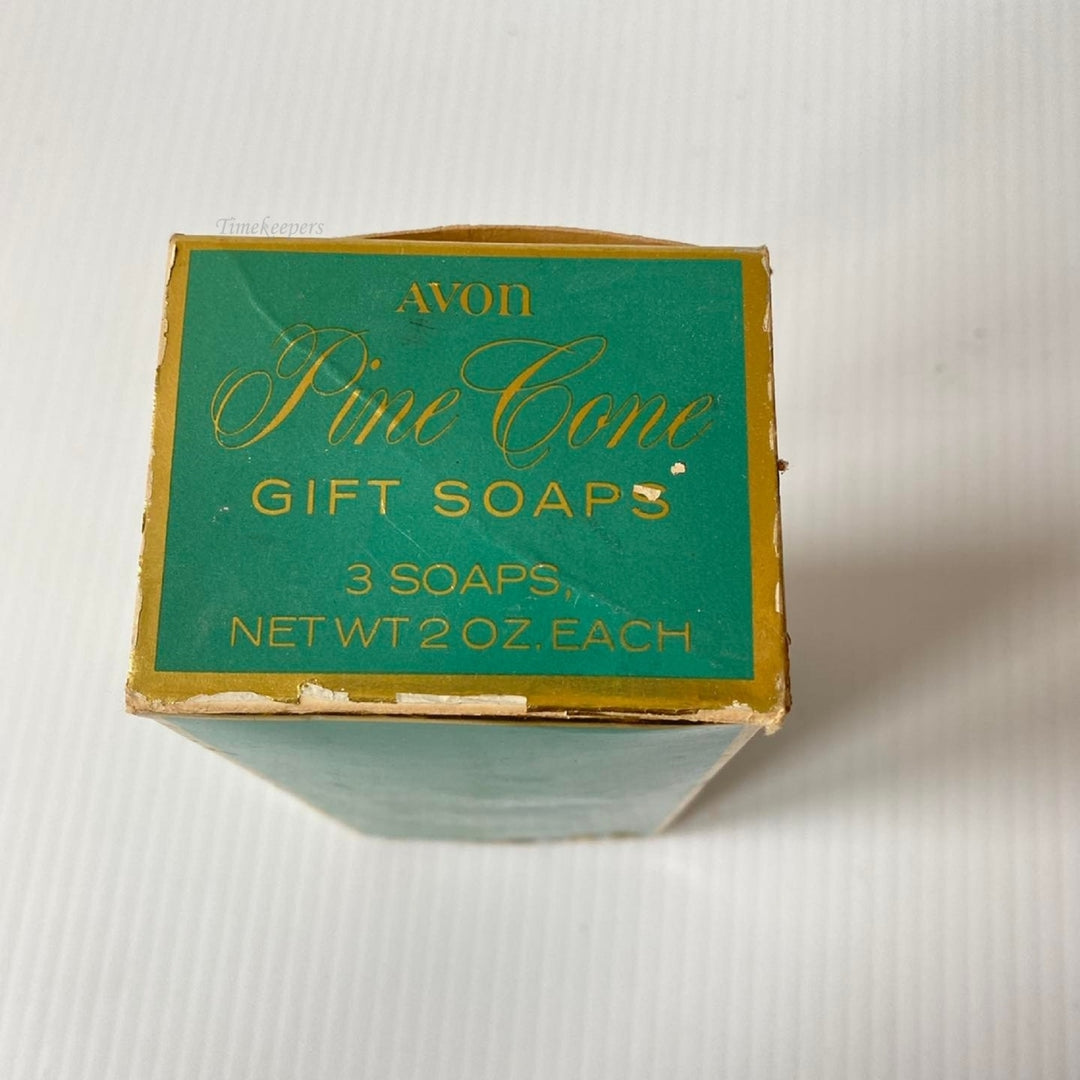 Timekeepers
AVON
Pine Cone
GIFT SOAPS
3 SOAPS,
NET WT 2 OZ. EACH